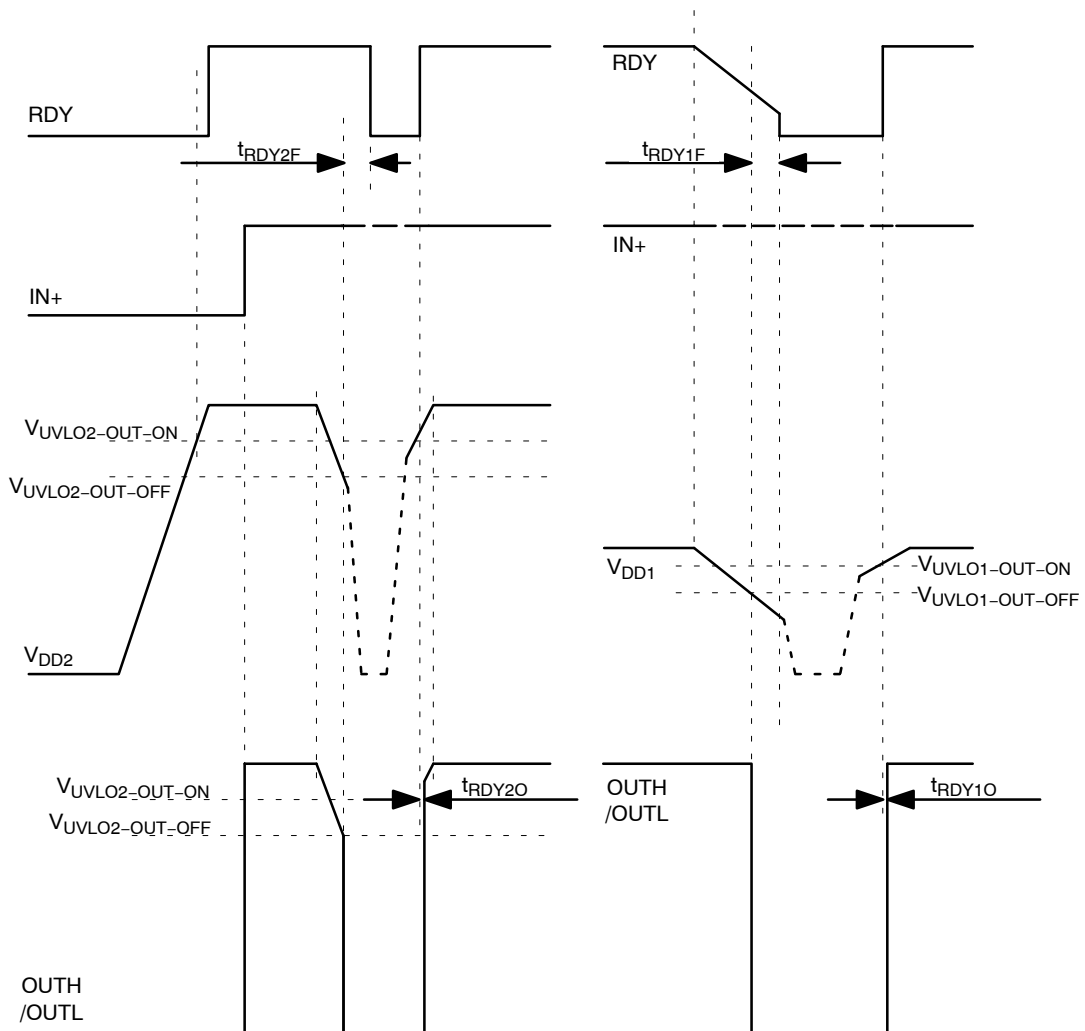 RDY
RDY
tRDY2F
tRDY1F
IN+
IN+
VUVLO2−OUT−ON
VUVLO2−OUT−OFF
VDD1
VUVLO1−OUT−ON
VUVLO1−OUT−OFF
VDD2
VUVLO2−OUT−ON
tRDY2O
OUTH
/OUTL
tRDY1O
VUVLO2−OUT−OFF
OUTH
/OUTL